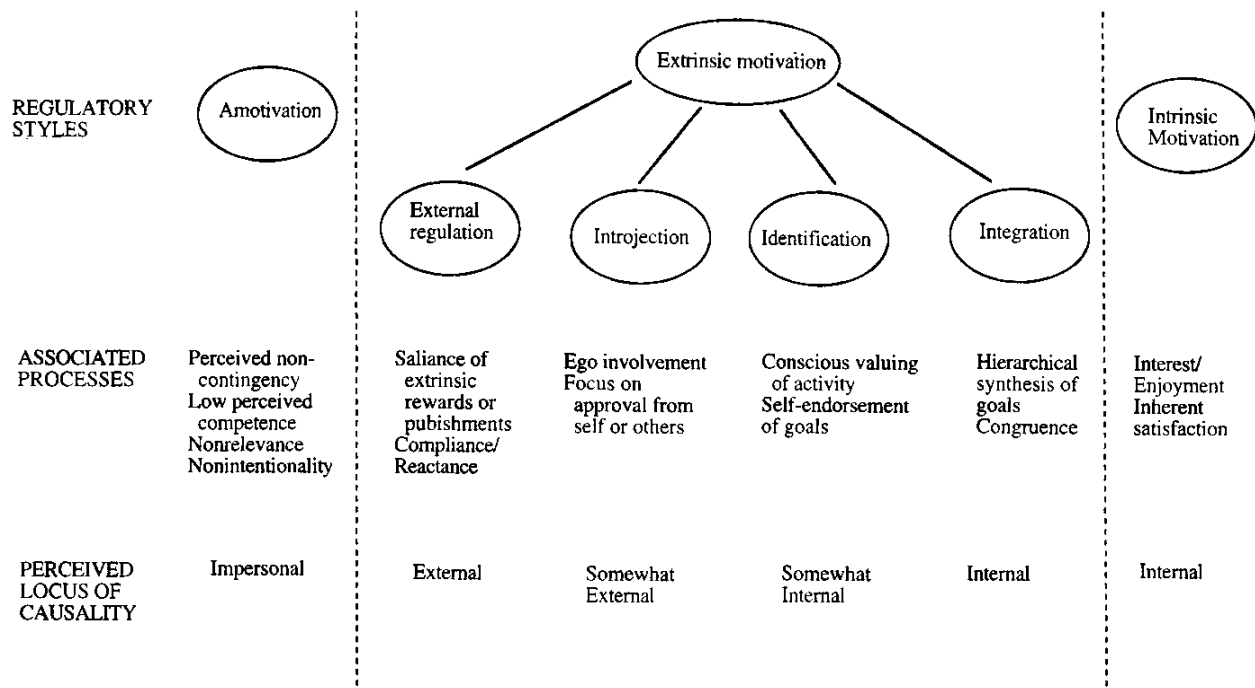 Extrinsic motivation
REGULATORY
STYLES
Amotivation
Intrinsic
Motivation
External
regulation
Introjection
Identification
Integration
ASSOCIATED
PROCESSES
Perceived non-
contingency
Low perceived
competence
Nonrelevance
Nonintentionality
Saliance of
extrinsic
rewards or
pubishments
Compliance/
Reactance
Ego involvement
Focus on
approval from
self or others
Conscious valuing
of activity
Self-endorsement
of goals
Hierarchical
synthesis of
goals
Congruence
Interest/
Enjoyment
Inherent
satisfaction
PERCEIVED
LOCUS OF
CAUSALITY
Impersonal
External
Somewhat
External
Somewhat
Internal
Internal
Internal